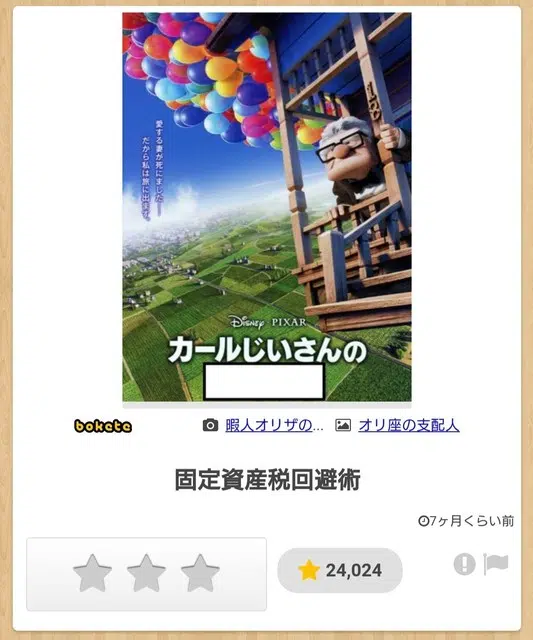 愛する妻が死にました――
だから私は旅に出ます。
Disney PIXAR
カールじいさんの
bokete 暇人オリザの... オリ座の支配人
固定資産税回避術
7ヶ月くらい前
24,024